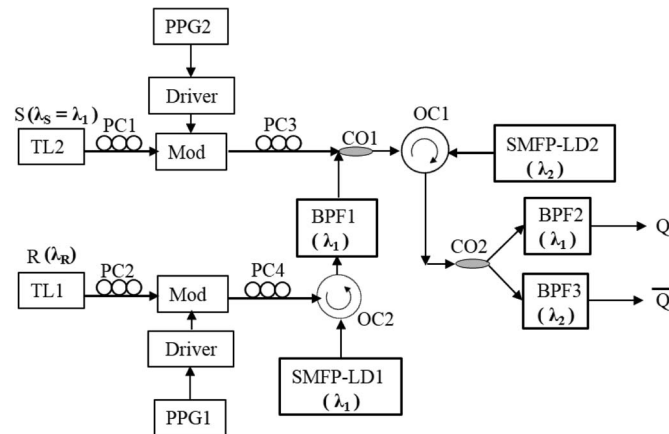 PPG2
Driver
S (λS = λ1)
PC1
PC3
CO1
OC1
TL2
Mod
SMFP-LD2
(λ2)
BPF1
(λ1)
BPF2
(λ1)
Q
CO2
R (λR)
PC2
PC4
TL1
Mod
OC2
BPF3
(λ2)
Q̅
Driver
SMFP-LD1
(λ1)
PPG1